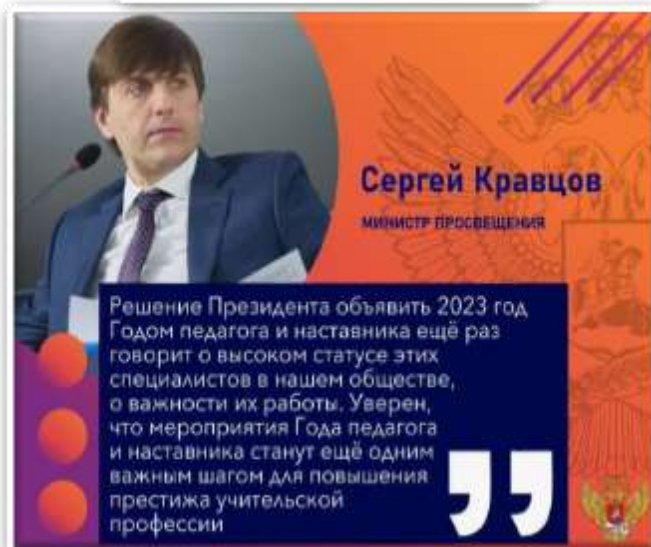 Сергей Кравцов
МИНИСТР ПРОСВЕЩЕНИЯ
Решение Президента объявить 2023 год
Годом педагога и наставника ещё раз
говорит о высоком статусе этих
специалистов в нашем обществе,
о важности их работы. Уверен,
что мероприятия Года педагога
и наставника станут ещё одним
важным шагом для повышения
престижа учительской
профессии